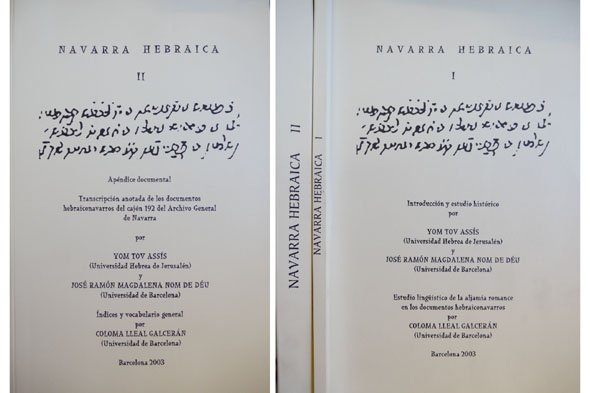 NAVARRA HEBRAICA
II
Apéndice documental
Transcripción anotada de los documentos
hebraiconavarros del cajón 192 del Archivo General
de Navarra
por
YOM TOV ASSÍS
(Universidad Hebrea de Jerusalén)
y
JOSÉ RAMÓN MAGDALENA NOM DE DÉU
(Universidad de Barcelona)
Índices y vocabulario general
por
COLOMA LLEAL GALCERÁN
(Universidad de Barcelona)
Barcelona 2003
NAVARRA HEBRAICA II
NAVARRA HEBRAICA I
NAVARRA HEBRAICA
I
Introducción y estudio histórico
por
YOM TOV ASSÍS
(Universidad Hebrea de Jerusalén)
y
JOSÉ RAMÓN MAGDALENA NOM DE DÉU
(Universidad de Barcelona)
Estudio lingüístico de la aljamía romance
en los documentos hebraiconavarros
por
COLOMA LLEAL GALCERÁN
(Universidad de Barcelona)
Barcelona 2003